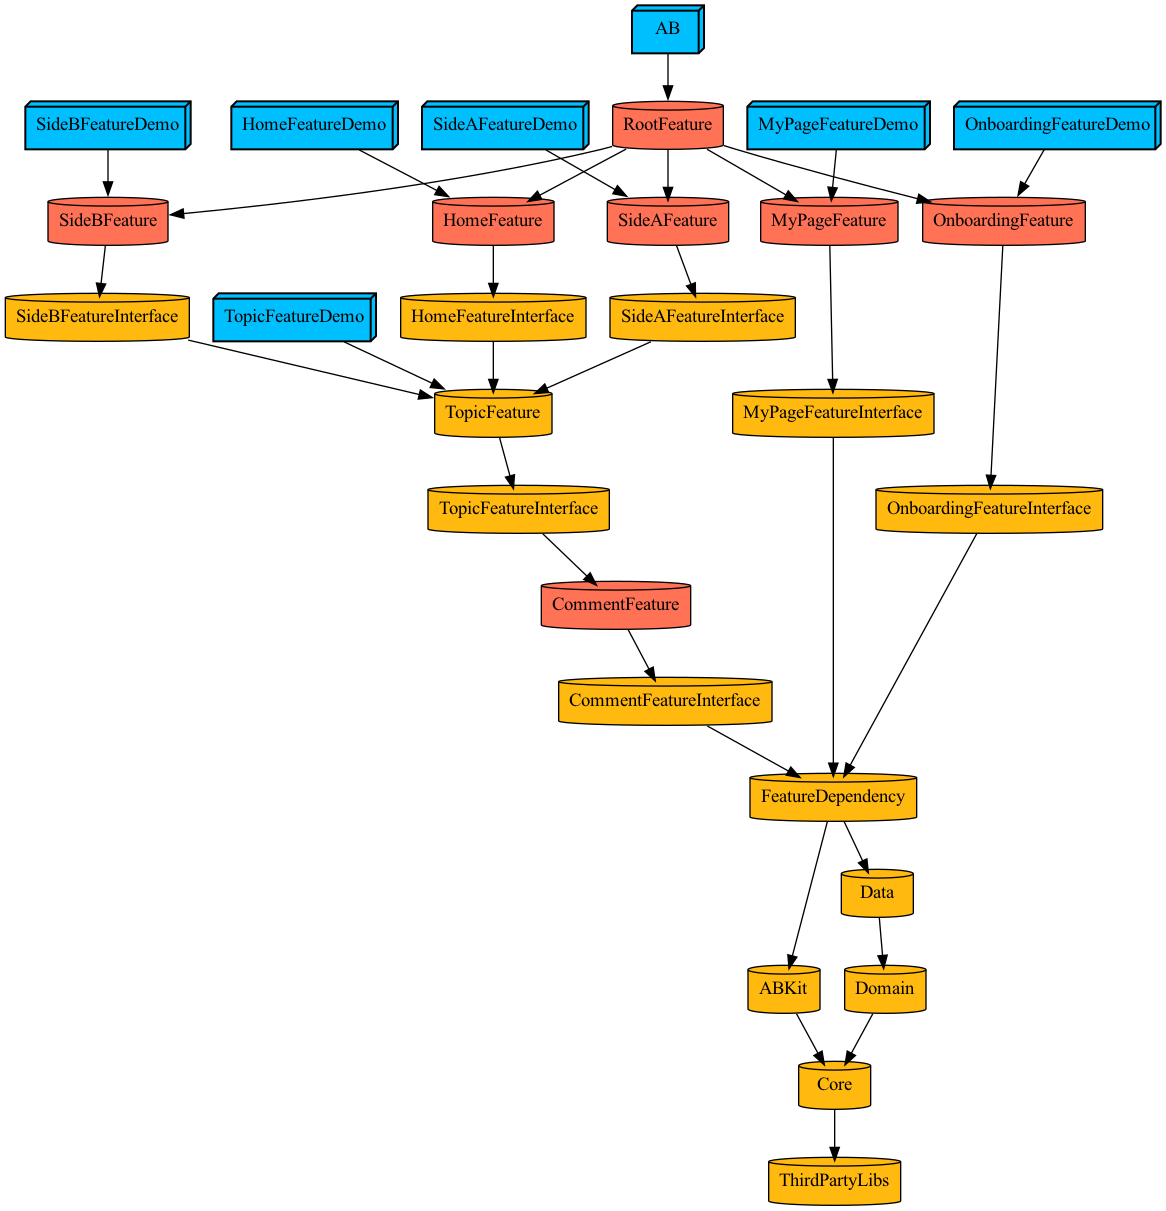 AB
SideBFeatureDemo
HomeFeatureDemo
SideAFeatureDemo
RootFeature
MyPageFeatureDemo
OnboardingFeatureDemo
SideBFeature
HomeFeature
SideAFeature
MyPageFeature
OnboardingFeature
SideBFeatureInterface
TopicFeatureDemo
HomeFeatureInterface
SideAFeatureInterface
TopicFeature
MyPageFeatureInterface
TopicFeatureInterface
OnboardingFeatureInterface
CommentFeature
CommentFeatureInterface
FeatureDependency
Data
ABKit
Domain
Core
ThirdPartyLibs